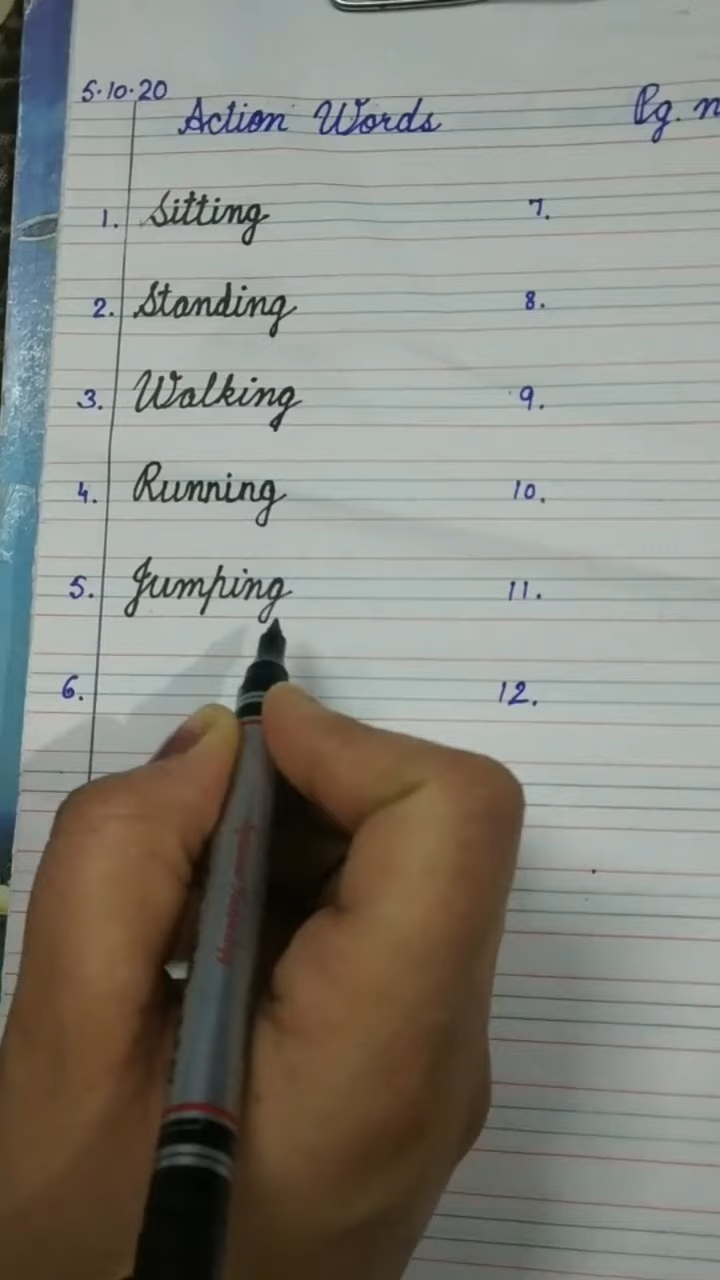 5.10.20
Action Words
Pg. n
1. Sitting
2. Standing
3. Walking
4. Running
5. Jumping
6.
7.
8.
9.
10.
11.
12.